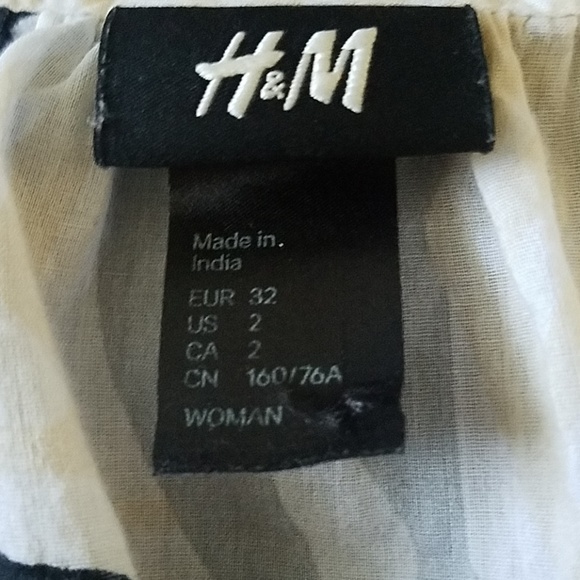 H&M
Made in.
India
EUR 32
US 2
CA 2
CN 160/76A
WOMAN